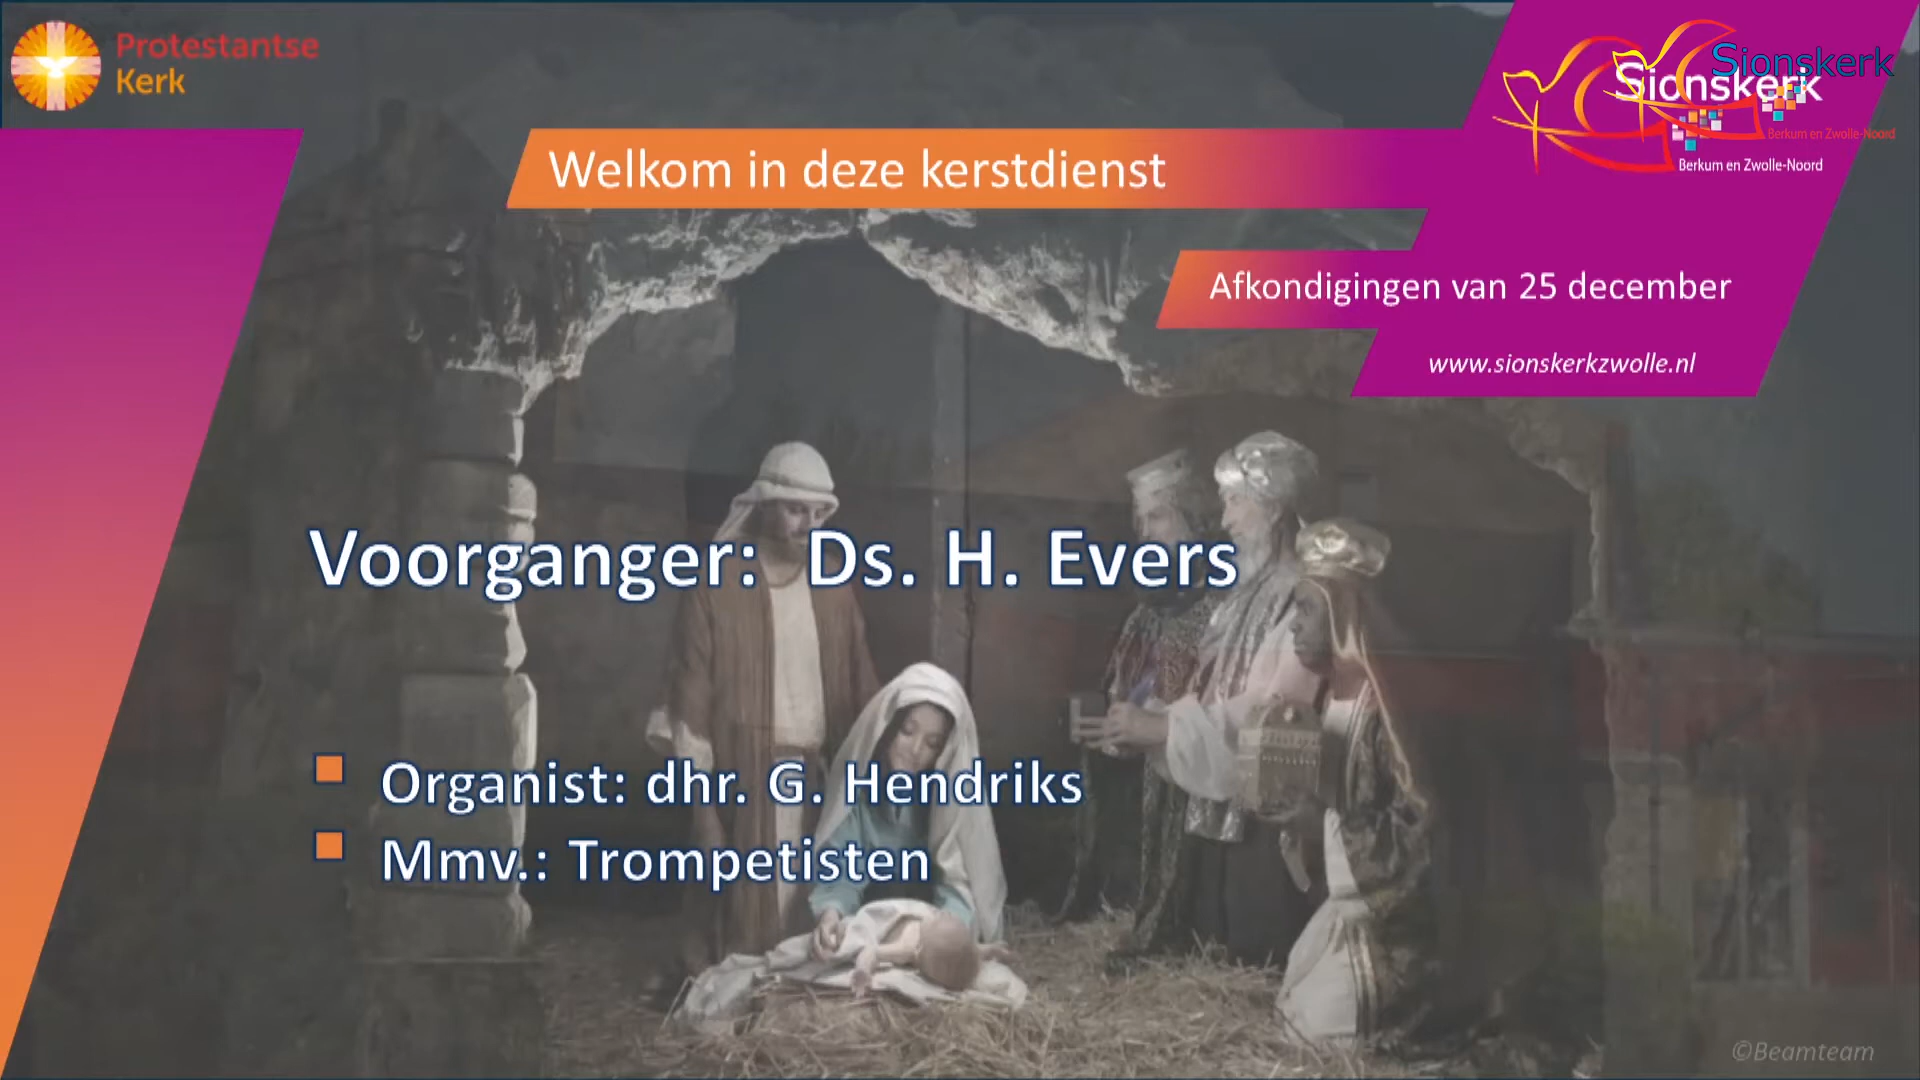 Protestantse
Kerk
Sionskerk
Berkum en Zwolle-Noord
Sionskerk
Berkum en Zwolle-Noord
Welkom in deze kerstdienst
Afkondigingen van 25 december
www.sionskerkzwolle.nl
Voorganger: Ds. H. Evers
Organist: dhr. G. Hendriks
Mmv.: Trompetisten
©Beamteam